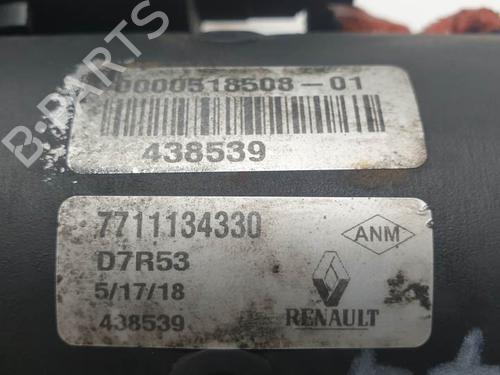 0000518508-01
438539
7711134330
ANM
D7R53
5/17/18
438539
RENAULT
B-PARTS